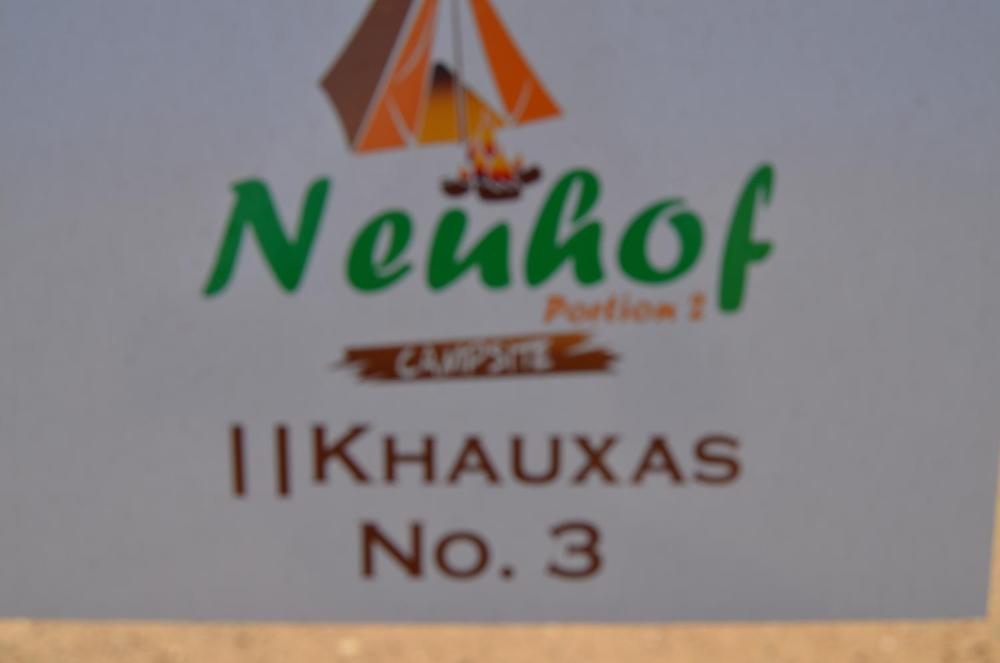 Neuhof
Portion 2
CAMPSITE
||KHAUXAS
No. 3